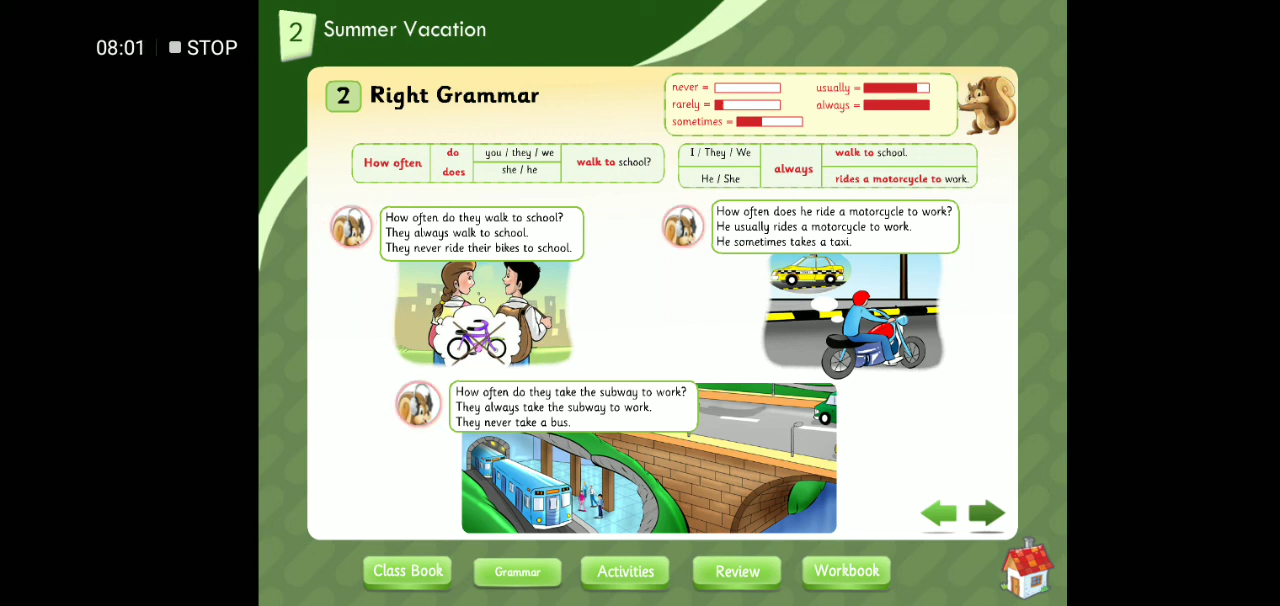 08:01
STOP
2
Summer Vacation
2
Right Grammar
never =
rarely =
sometimes =
usually =
always =
How often
do
does
you / they / we
she / he
walk to school?
I / They / We
He / She
always
walk to school.
rides a motorcycle to work.
How often do they walk to school?
They always walk to school.
They never ride their bikes to school.
How often does he ride a motorcycle to work?
He usually rides a motorcycle to work.
He sometimes takes a taxi.
How often do they take the subway to work?
They always take the subway to work.
They never take a bus.
Class Book
Grammar
Activities
Review
Workbook